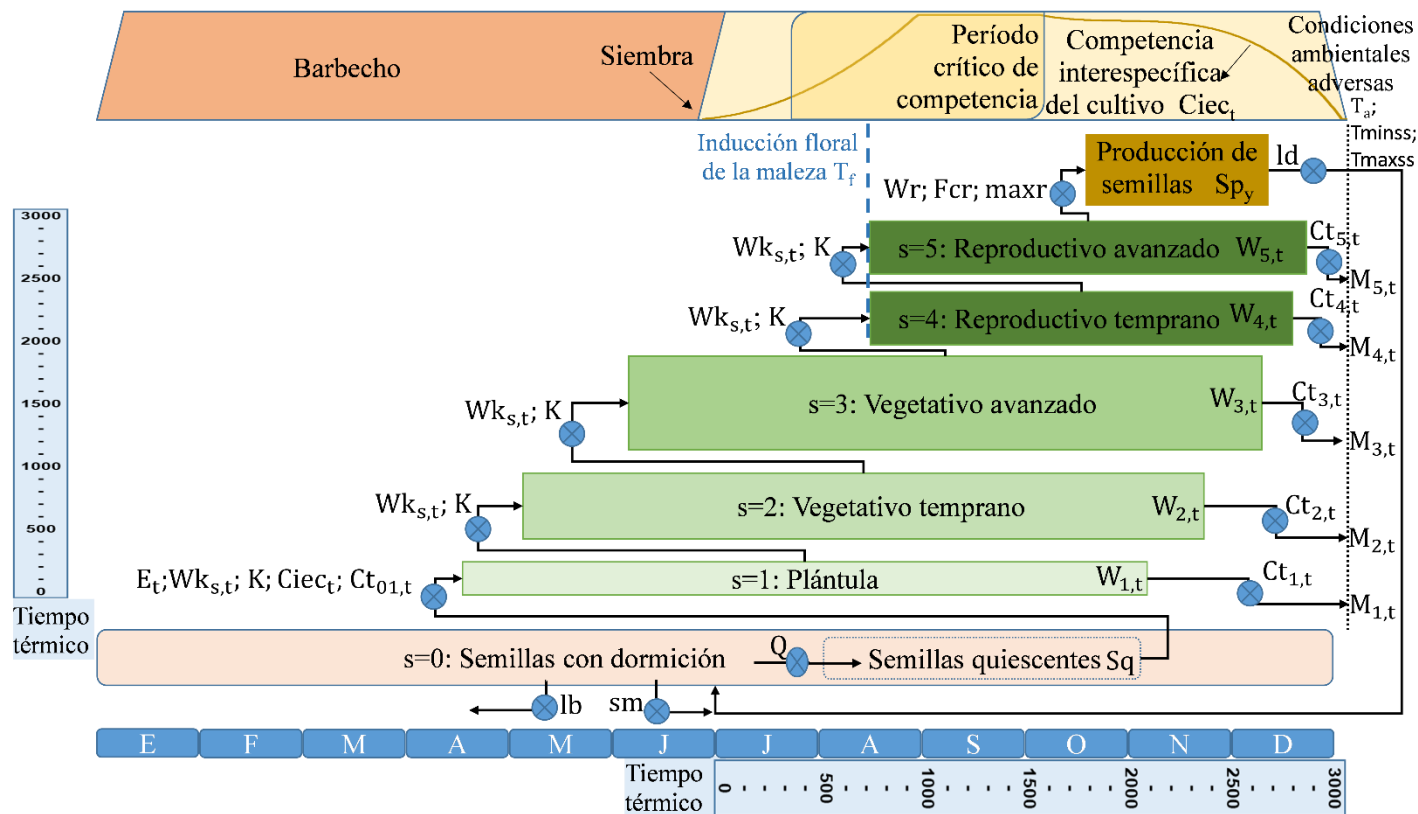 Barbecho
Siembra
Período
crítico de
competencia
Competencia
interespecífica
del cultivo Ciec_t
Condiciones
ambientales
adversas
T_a;
Tminss;
Tmaxss
Inducción floral
de la maleza T_f
Producción de
semillas Sp_y
ld
Wr; Fcr; maxr
Wk_s,t; K
s=5: Reproductivo avanzado W_5,t
Ct_5,t
M_5,t
Wk_s,t; K
s=4: Reproductivo temprano W_4,t
Ct_4,t
M_4,t
Wk_s,t; K
s=3: Vegetativo avanzado
W_3,t
Ct_3,t
M_3,t
Wk_s,t; K
s=2: Vegetativo temprano
W_2,t
Ct_2,t
M_2,t
E_t;Wk_s,t; K; Ciec_t; Ct_01,t
s=1: Plántula
W_1,t
Ct_1,t
M_1,t
3000
2500
2000
1500
1000
500
0
Tiempo
térmico
s=0: Semillas con dormición
Q
Semillas quiescentes Sq
lb
sm
E F M A M J J A S O N D
Tiempo
térmico
0 - - - - 500 - - - - 1000 - - - - 1500 - - - - 2000 - - - - 2500 - - - - 3000